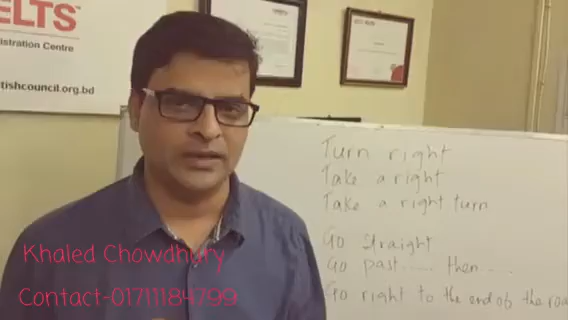 ELTS
istration Centre
tishcouncil.org.bd
Turn right
Take a right
Take a right turn
Go straight
Go past..... then ....
Go right to the end of the roa
Khaled Chowdhury
Contact-01711184799